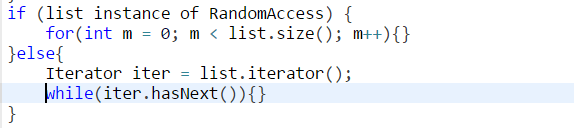 if (list instance of RandomAccess) {
    for(int m = 0; m < list.size(); m++){}
}else{
    Iterator iter = list.iterator();
    while(iter.hasNext()){}
}